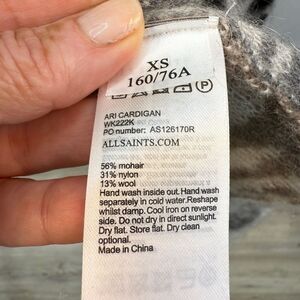 XS
160/76A
ARI CARDIGAN
WK222K
PO number: AS126170R
ALLSAINTS.COM
56% mohair
31% nylon
13% wool
Hand wash inside out. Hand wash
separately in cold water. Reshape
whilst damp. Cool iron on reverse
side. Do not dry in direct sunlight.
Dry flat. Store flat. Dry clean
optional.
Made in China